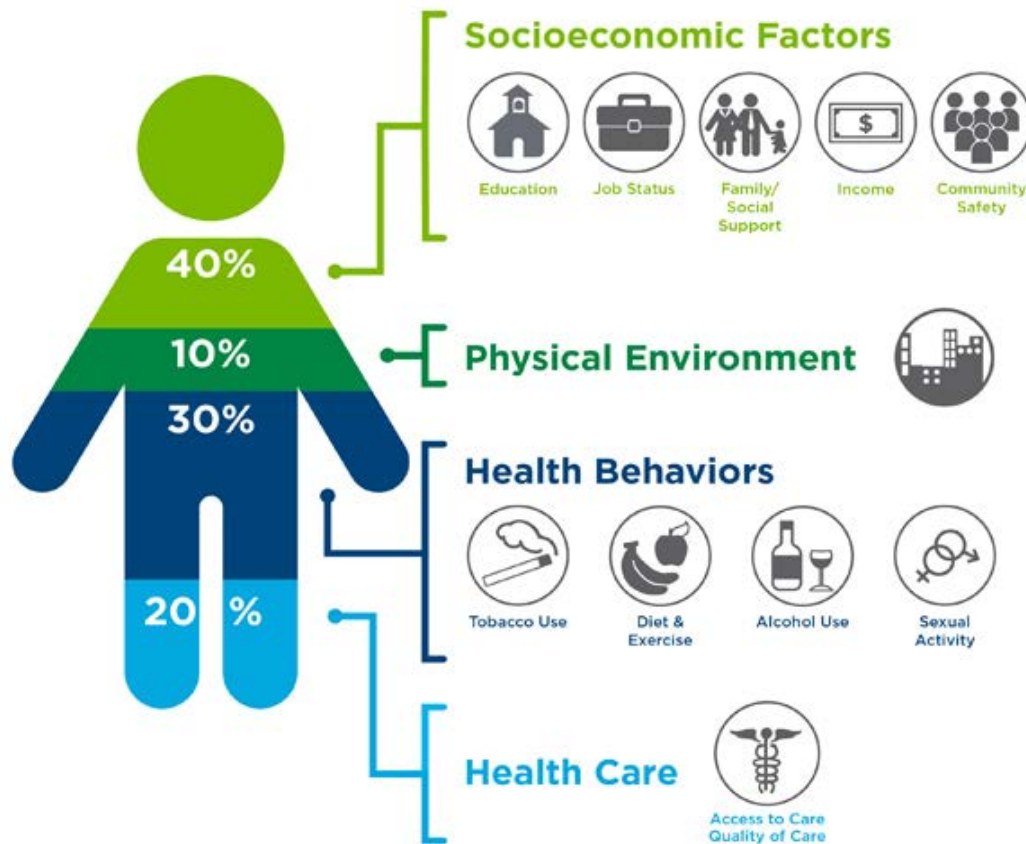 Socioeconomic Factors
$
Education
Job Status
Family/
Social
Support
Income
Community
Safety
40%
10%
Physical Environment
30%
Health Behaviors
Tobacco Use
Diet &
Exercise
Alcohol Use
Sexual
Activity
20 %
Health Care
Access to Care
Quality of Care